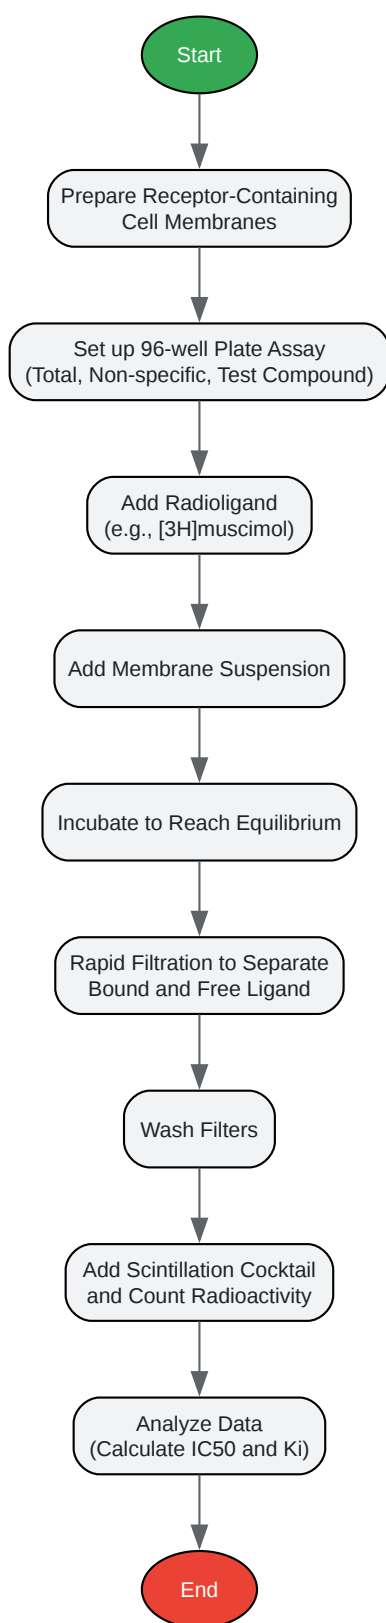 Start
Prepare Receptor-Containing
Cell Membranes
Set up 96-well Plate Assay
(Total, Non-specific, Test Compound)
Add Radioligand
(e.g., [3H]muscimol)
Add Membrane Suspension
Incubate to Reach Equilibrium
Rapid Filtration to Separate
Bound and Free Ligand
Wash Filters
Add Scintillation Cocktail
and Count Radioactivity
Analyze Data
(Calculate IC50 and Ki)
End